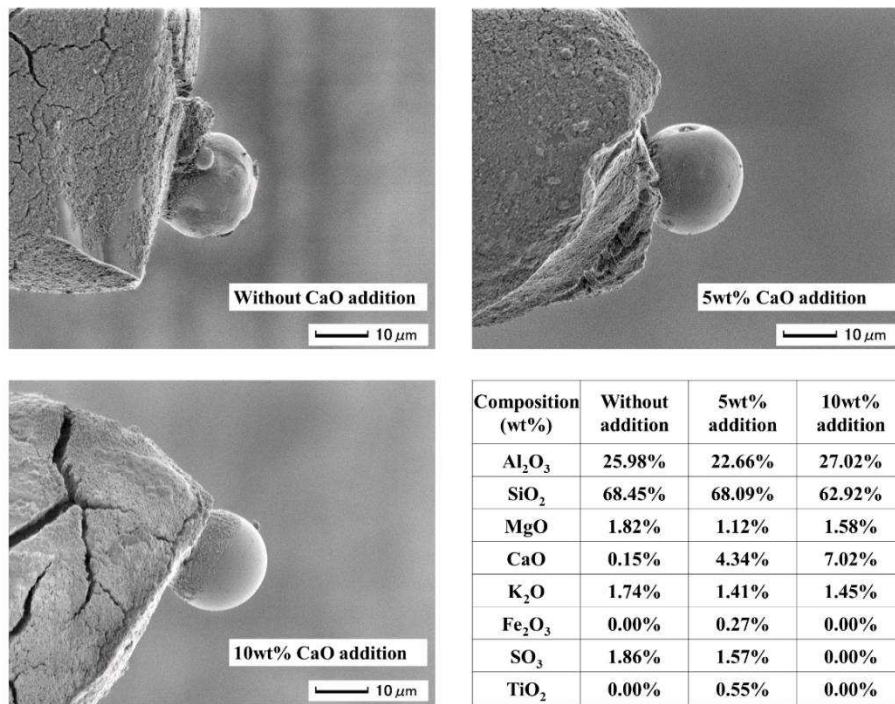 Without CaO addition
10 μm
5wt% CaO addition
10 μm
10wt% CaO addition
10 μm
Composition (wt%) Without addition 5wt% addition 10wt% addition
Al₂O₃ 25.98% 22.66% 27.02%
SiO₂ 68.45% 68.09% 62.92%
MgO 1.82% 1.12% 1.58%
CaO 0.15% 4.34% 7.02%
K₂O 1.74% 1.41% 1.45%
Fe₂O₃ 0.00% 0.27% 0.00%
SO₃ 1.86% 1.57% 0.00%
TiO₂ 0.00% 0.55% 0.00%